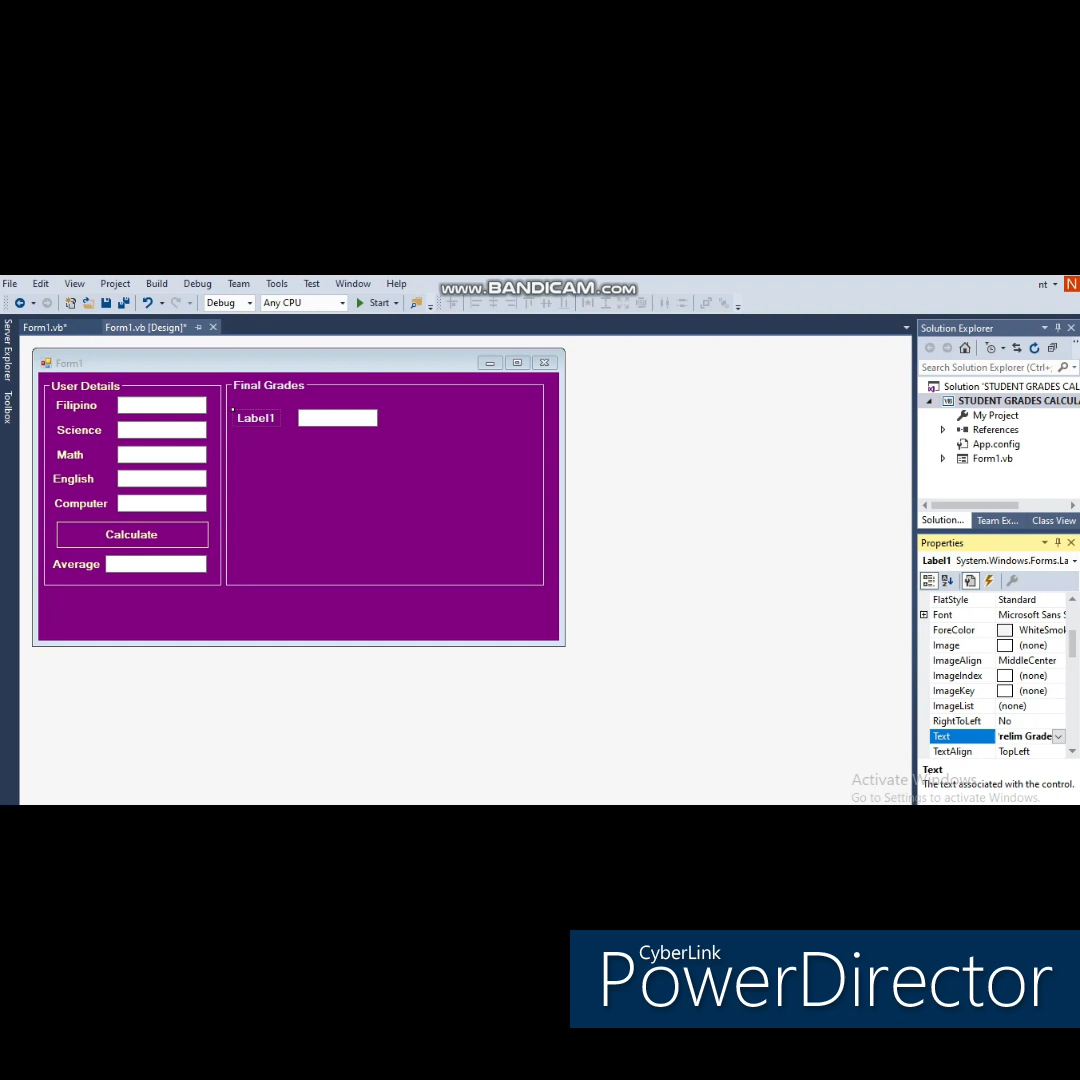 File Edit View Project Build Debug Team Tools Test Window Help
www.BANDICAM.com
nt
N
Debug Any CPU Start
Server Explorer
Toolbox
Form1.vb* Form1.vb [Design]*
Form1
User Details
Filipino
Science
Math
English
Computer
Calculate
Average
Final Grades
Label1
Solution Explorer
Search Solution Explorer (Ctrl+;
Solution 'STUDENT GRADES CAL
VB STUDENT GRADES CALCUL
My Project
References
App.config
Form1.vb
Solution... Team Ex... Class View
Properties
Label1 System.Windows.Forms.La
FlatStyle Standard
Font Microsoft Sans S
ForeColor WhiteSmok
Image (none)
ImageAlign MiddleCenter
ImageIndex (none)
ImageKey (none)
ImageList (none)
RightToLeft No
Text relim Grade
TextAlign TopLeft
Text
The text associated with the control.
Activate Windows
Go to Settings to activate Windows.
CyberLink
PowerDirector